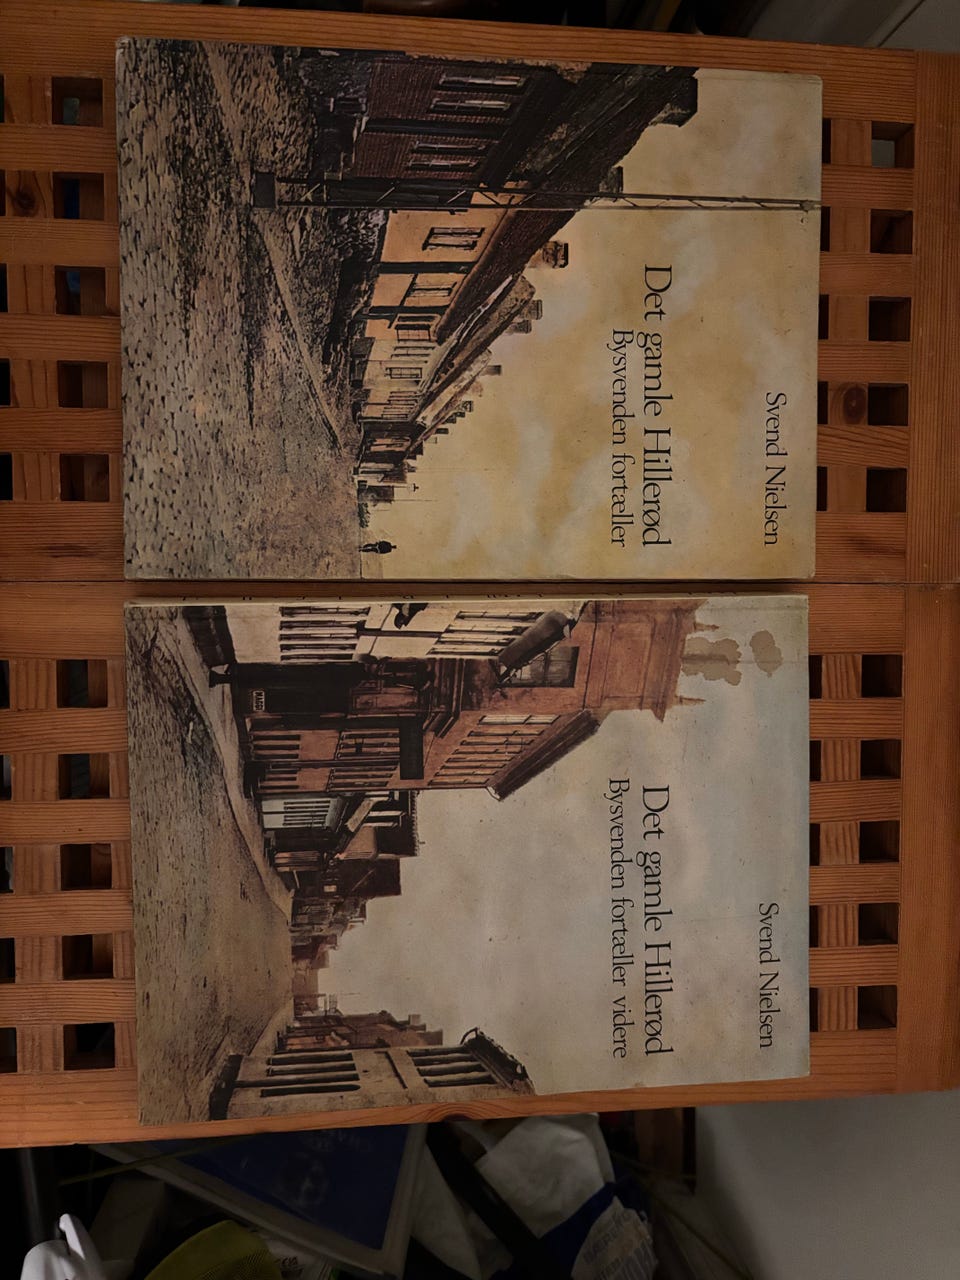 Svend Nielsen
Det gamle Hillerød
Bysvenden fortæller
Svend Nielsen
Det gamle Hillerød
Bysvenden fortæller videre